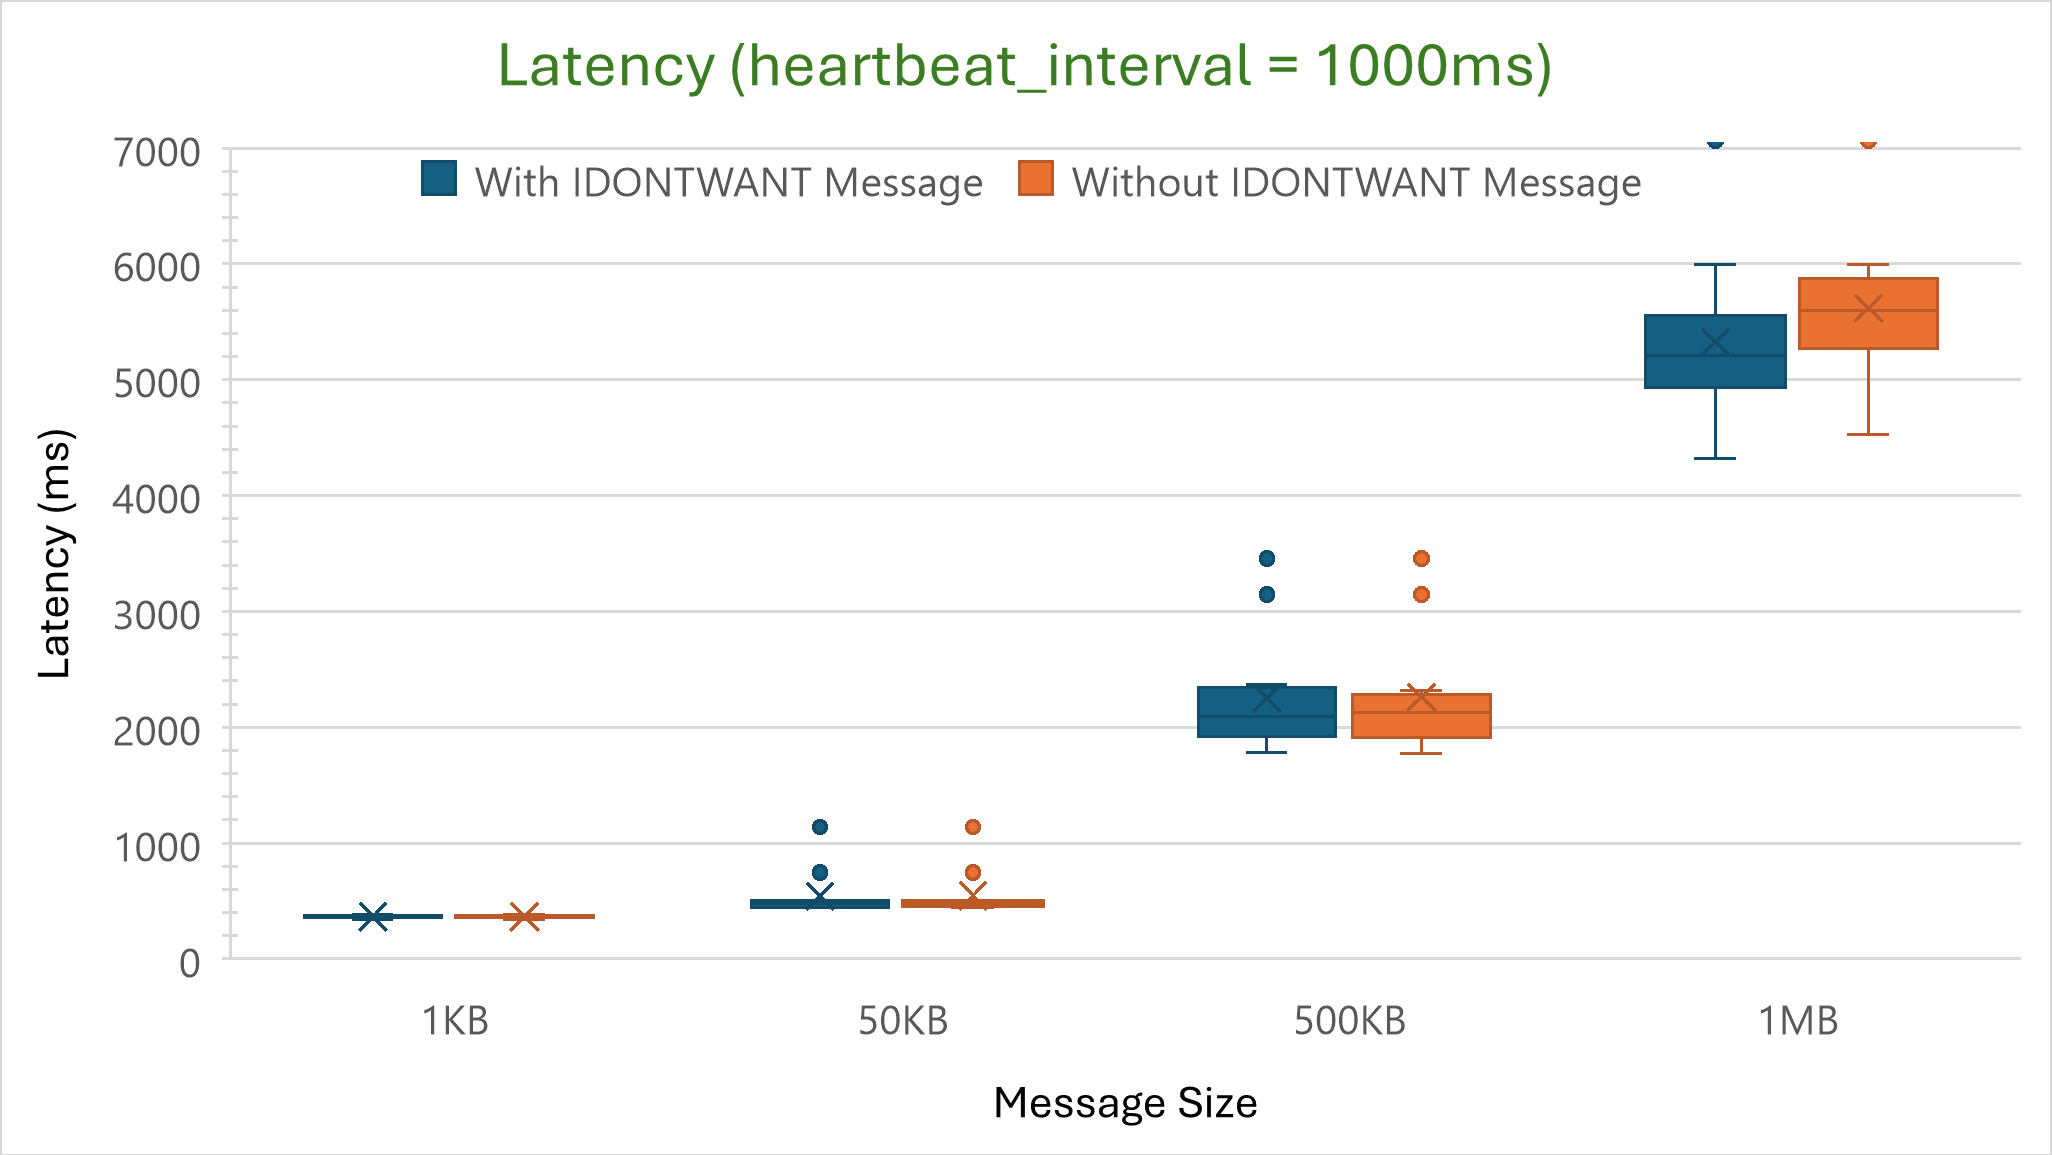 Latency (heartbeat_interval = 1000ms)
With IDONTWANT Message
Without IDONTWANT Message
7000
6000
5000
4000
3000
2000
1000
0
Latency (ms)
1KB
50KB
500KB
1MB
Message Size